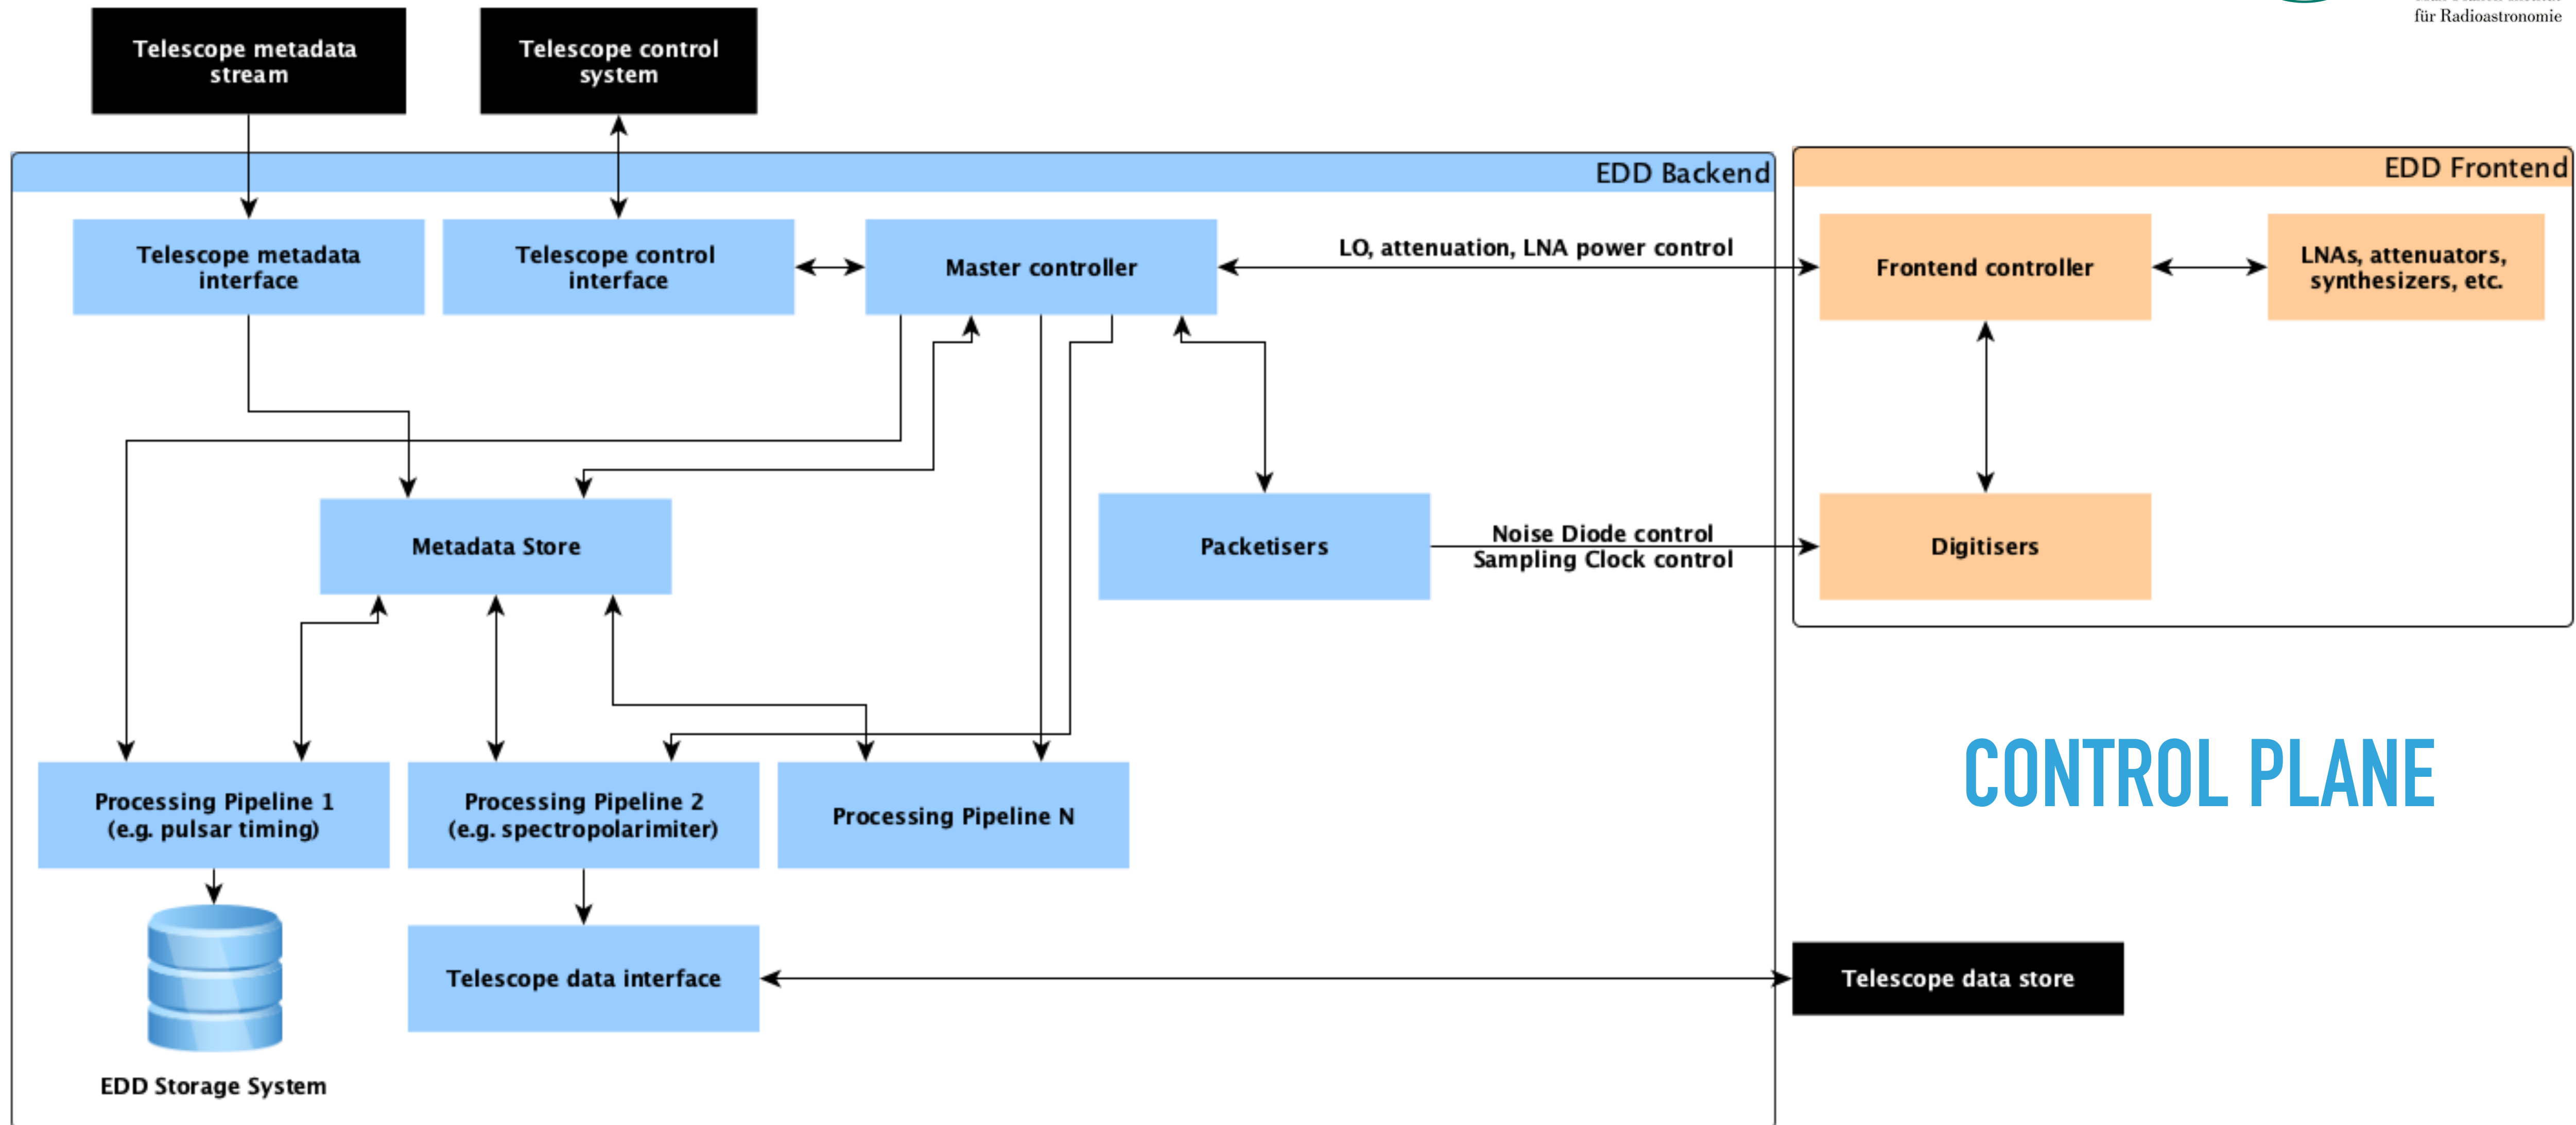 für Radioastronomie
Telescope metadata
stream
Telescope control
system
EDD Backend
EDD Frontend
Telescope metadata
interface
Telescope control
interface
Master controller
LO, attenuation, LNA power control
Frontend controller
LNAs, attenuators,
synthesizers, etc.
Metadata Store
Packetisers
Noise Diode control
Sampling Clock control
Digitisers
Processing Pipeline 1
(e.g. pulsar timing)
Processing Pipeline 2
(e.g. spectropolarimiter)
Processing Pipeline N
CONTROL PLANE
Telescope data interface
Telescope data store
EDD Storage System